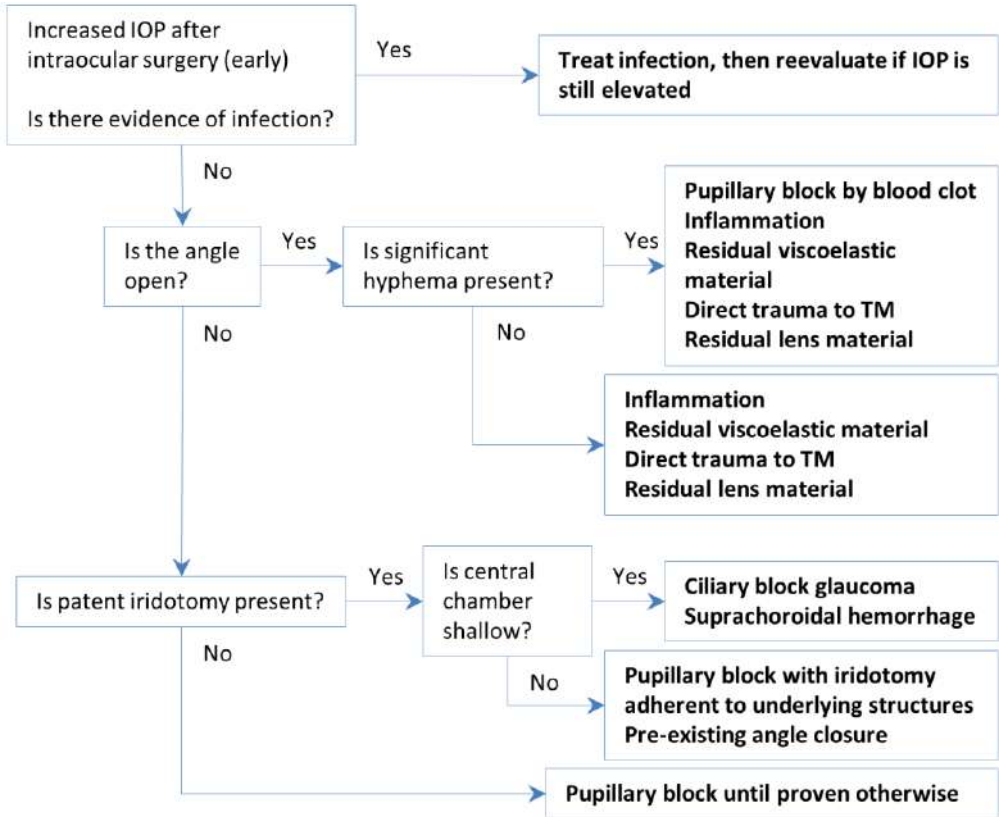 Increased IOP after
intraocular surgery (early)
Is there evidence of infection?
Yes
Treat infection, then reevaluate if IOP is
still elevated
No
Is the angle
open?
Yes
Is significant
hyphema present?
Yes
Pupillary block by blood clot
Inflammation
Residual viscoelastic
material
Direct trauma to TM
Residual lens material
No
Inflammation
Residual viscoelastic material
Direct trauma to TM
Residual lens material
No
Is patent iridotomy present?
Yes
Is central
chamber
shallow?
Yes
Ciliary block glaucoma
Suprachoroidal hemorrhage
No
Pupillary block with iridotomy
adherent to underlying structures
Pre-existing angle closure
No
Pupillary block until proven otherwise